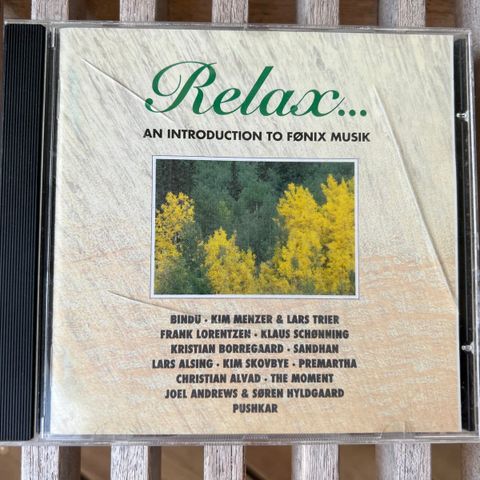 Relax...
AN INTRODUCTION TO FØNIX MUSIK
BINDU · KIM MENZER & LARS TRIER
FRANK LORENTZEN · KLAUS SCHØNNING
KRISTIAN BORREGAARD · SANDHAN
LARS ALSING · KIM SKOVBYE · PREMARTHA
CHRISTIAN ALVAD · THE MOMENT
JOEL ANDREWS & SØREN HYLDGAARD
PUSHKAR